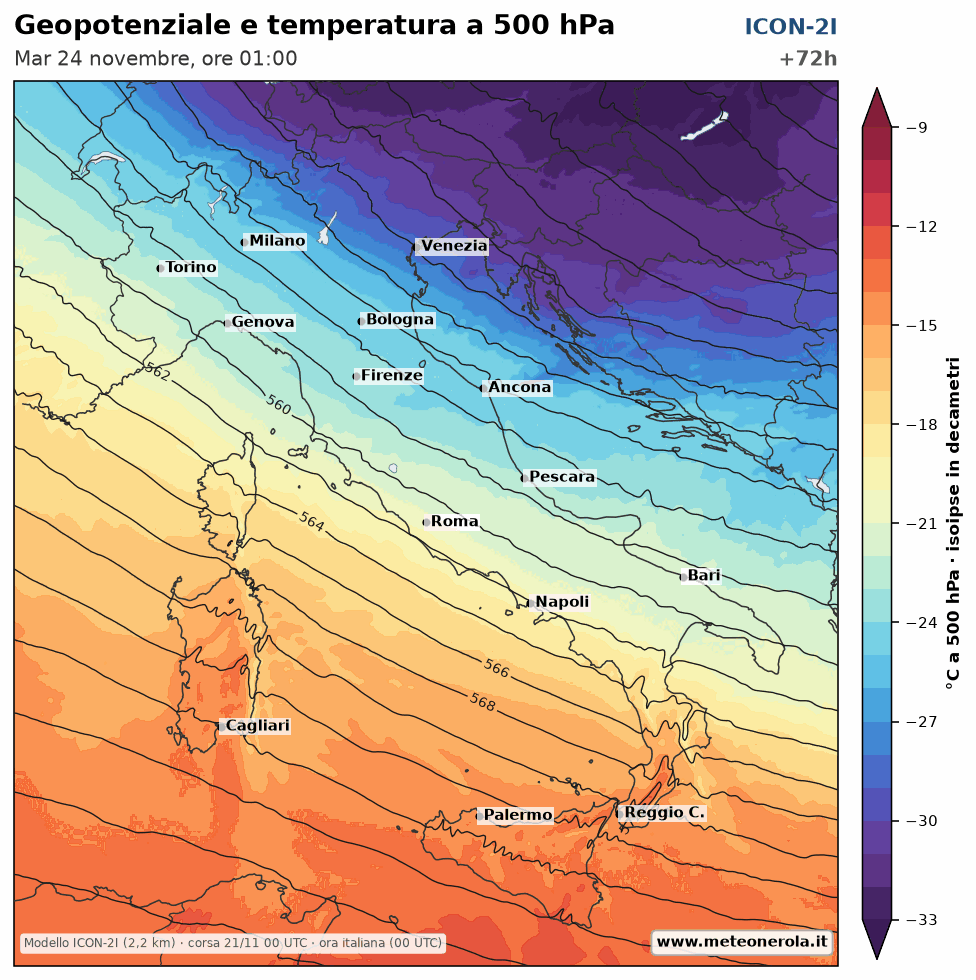 Geopotenziale e temperatura a 500 hPa
ICON-2I
Mar 24 novembre, ore 01:00
+72h
Milano
Venezia
Torino
Genova
Bologna
562
Firenze
Ancona
560
Pescara
564
Roma
Bari
Napoli
566
568
Cagliari
Palermo
Reggio C.
Modello ICON-2I (2,2 km) · corsa 21/11 00 UTC · ora italiana (00 UTC)
www.meteonerola.it
−9
−12
−15
−18
−21
−24
−27
−30
−33
°C a 500 hPa · isoipse in decametri